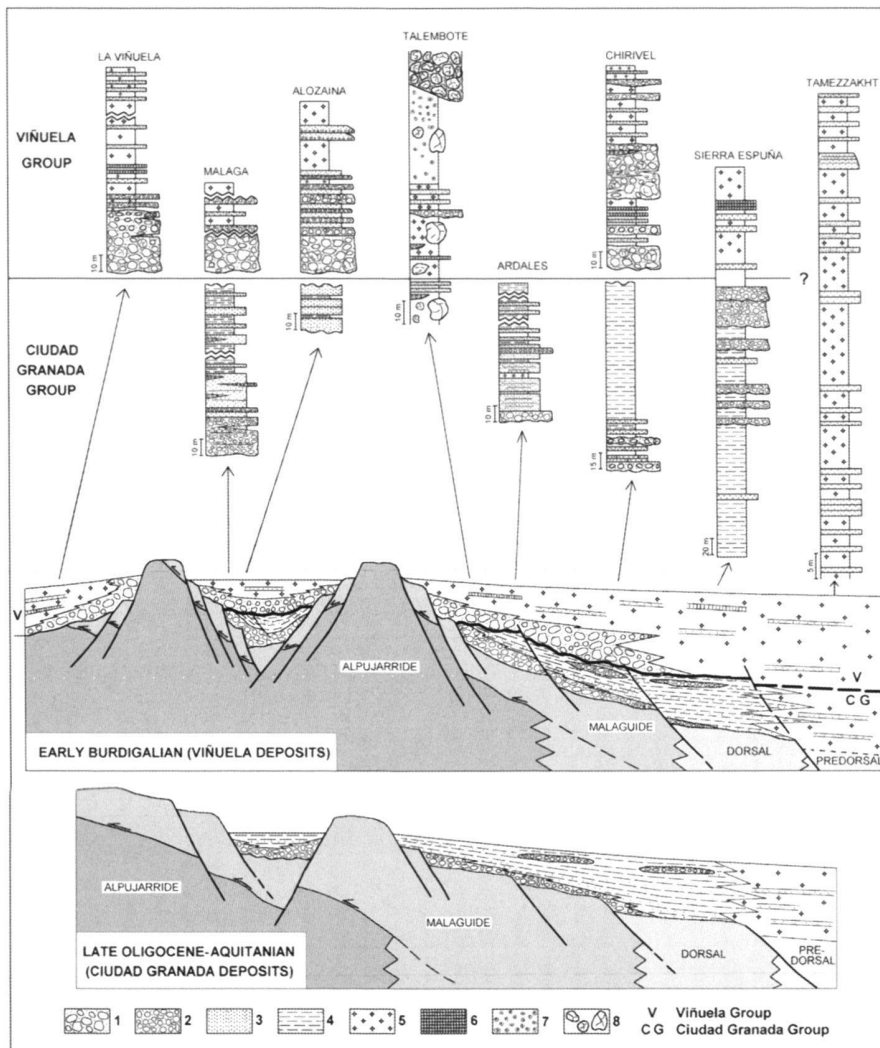 LA VIÑUELA
MALAGA
ALOZAINA
TALEMBOTE
ARDALES
CHIRIVEL
SIERRA ESPUÑA
TAMEZZAKHT
VIÑUELA
GROUP
10 m
10 m
10 m
?
CIUDAD
GRANADA
GROUP
10 m
10 m
10 m
10 m
15 m
20 m
5 m
V
ALPUJARRIDE
MALAGUIDE
DORSAL
PREDORSAL
V
C G
EARLY BURDIGALIAN (VIÑUELA DEPOSITS)
ALPUJARRIDE
MALAGUIDE
DORSAL
PRE-
DORSAL
LATE OLIGOCENE-AQUITANIAN
(CIUDAD GRANADA DEPOSITS)
1 2 3 4 5 6 7 8
V Viñuela Group
C G Ciudad Granada Group